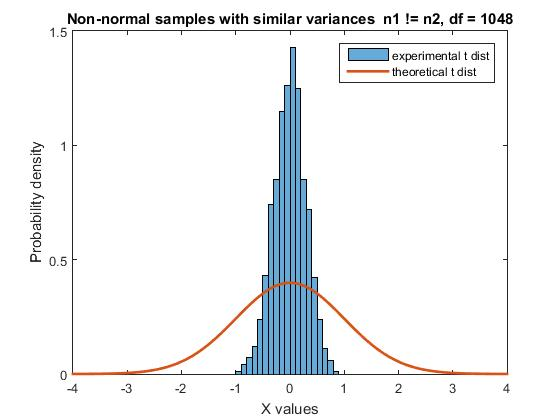 Non-normal samples with similar variances n1 != n2, df = 1048
experimental t dist
theoretical t dist
Probability density
1.5
1
0.5
0
-4 -3 -2 -1 0 1 2 3 4
X values